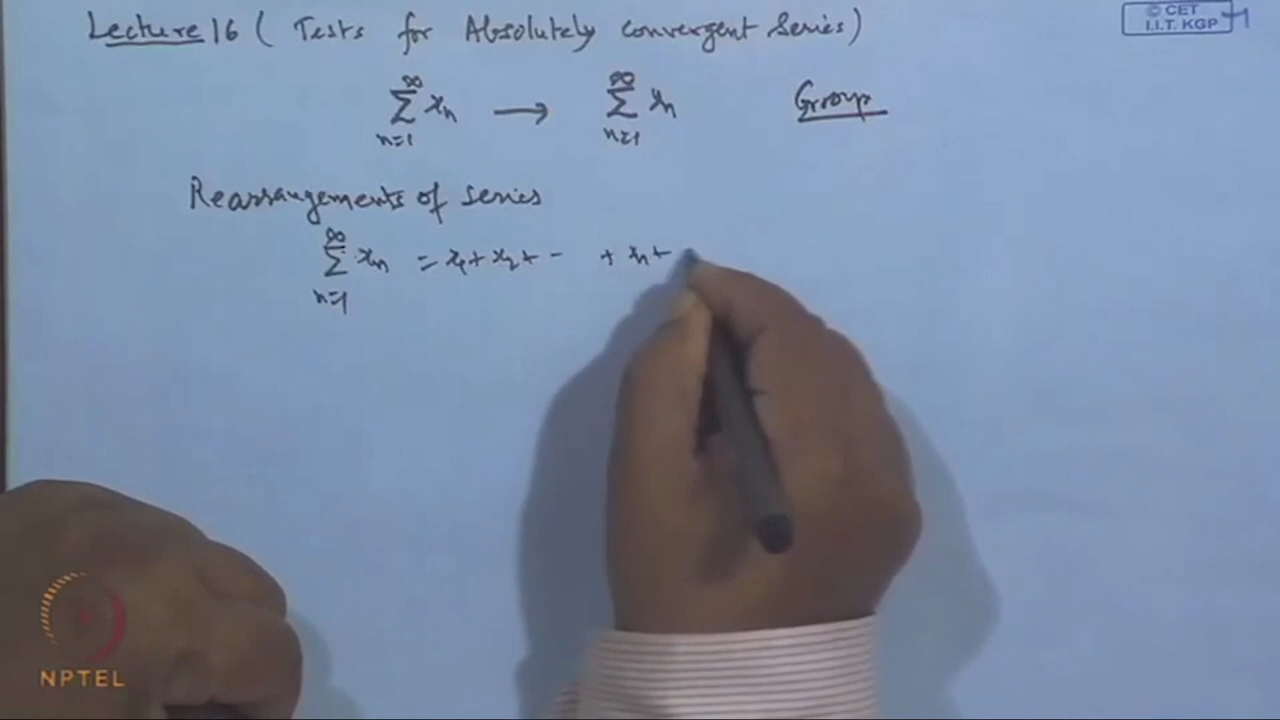 Lecture 16 ( Tests for Absolutely convergent Series)
© CET
I.I.T. KGP
∞ ∑ n=1 xₙ → ∞ ∑ n=1 xₙ Group
Rearrangements of series
∞ ∑ n=1 xₙ = x₁ + x₂ + - + xₙ +
NPTEL